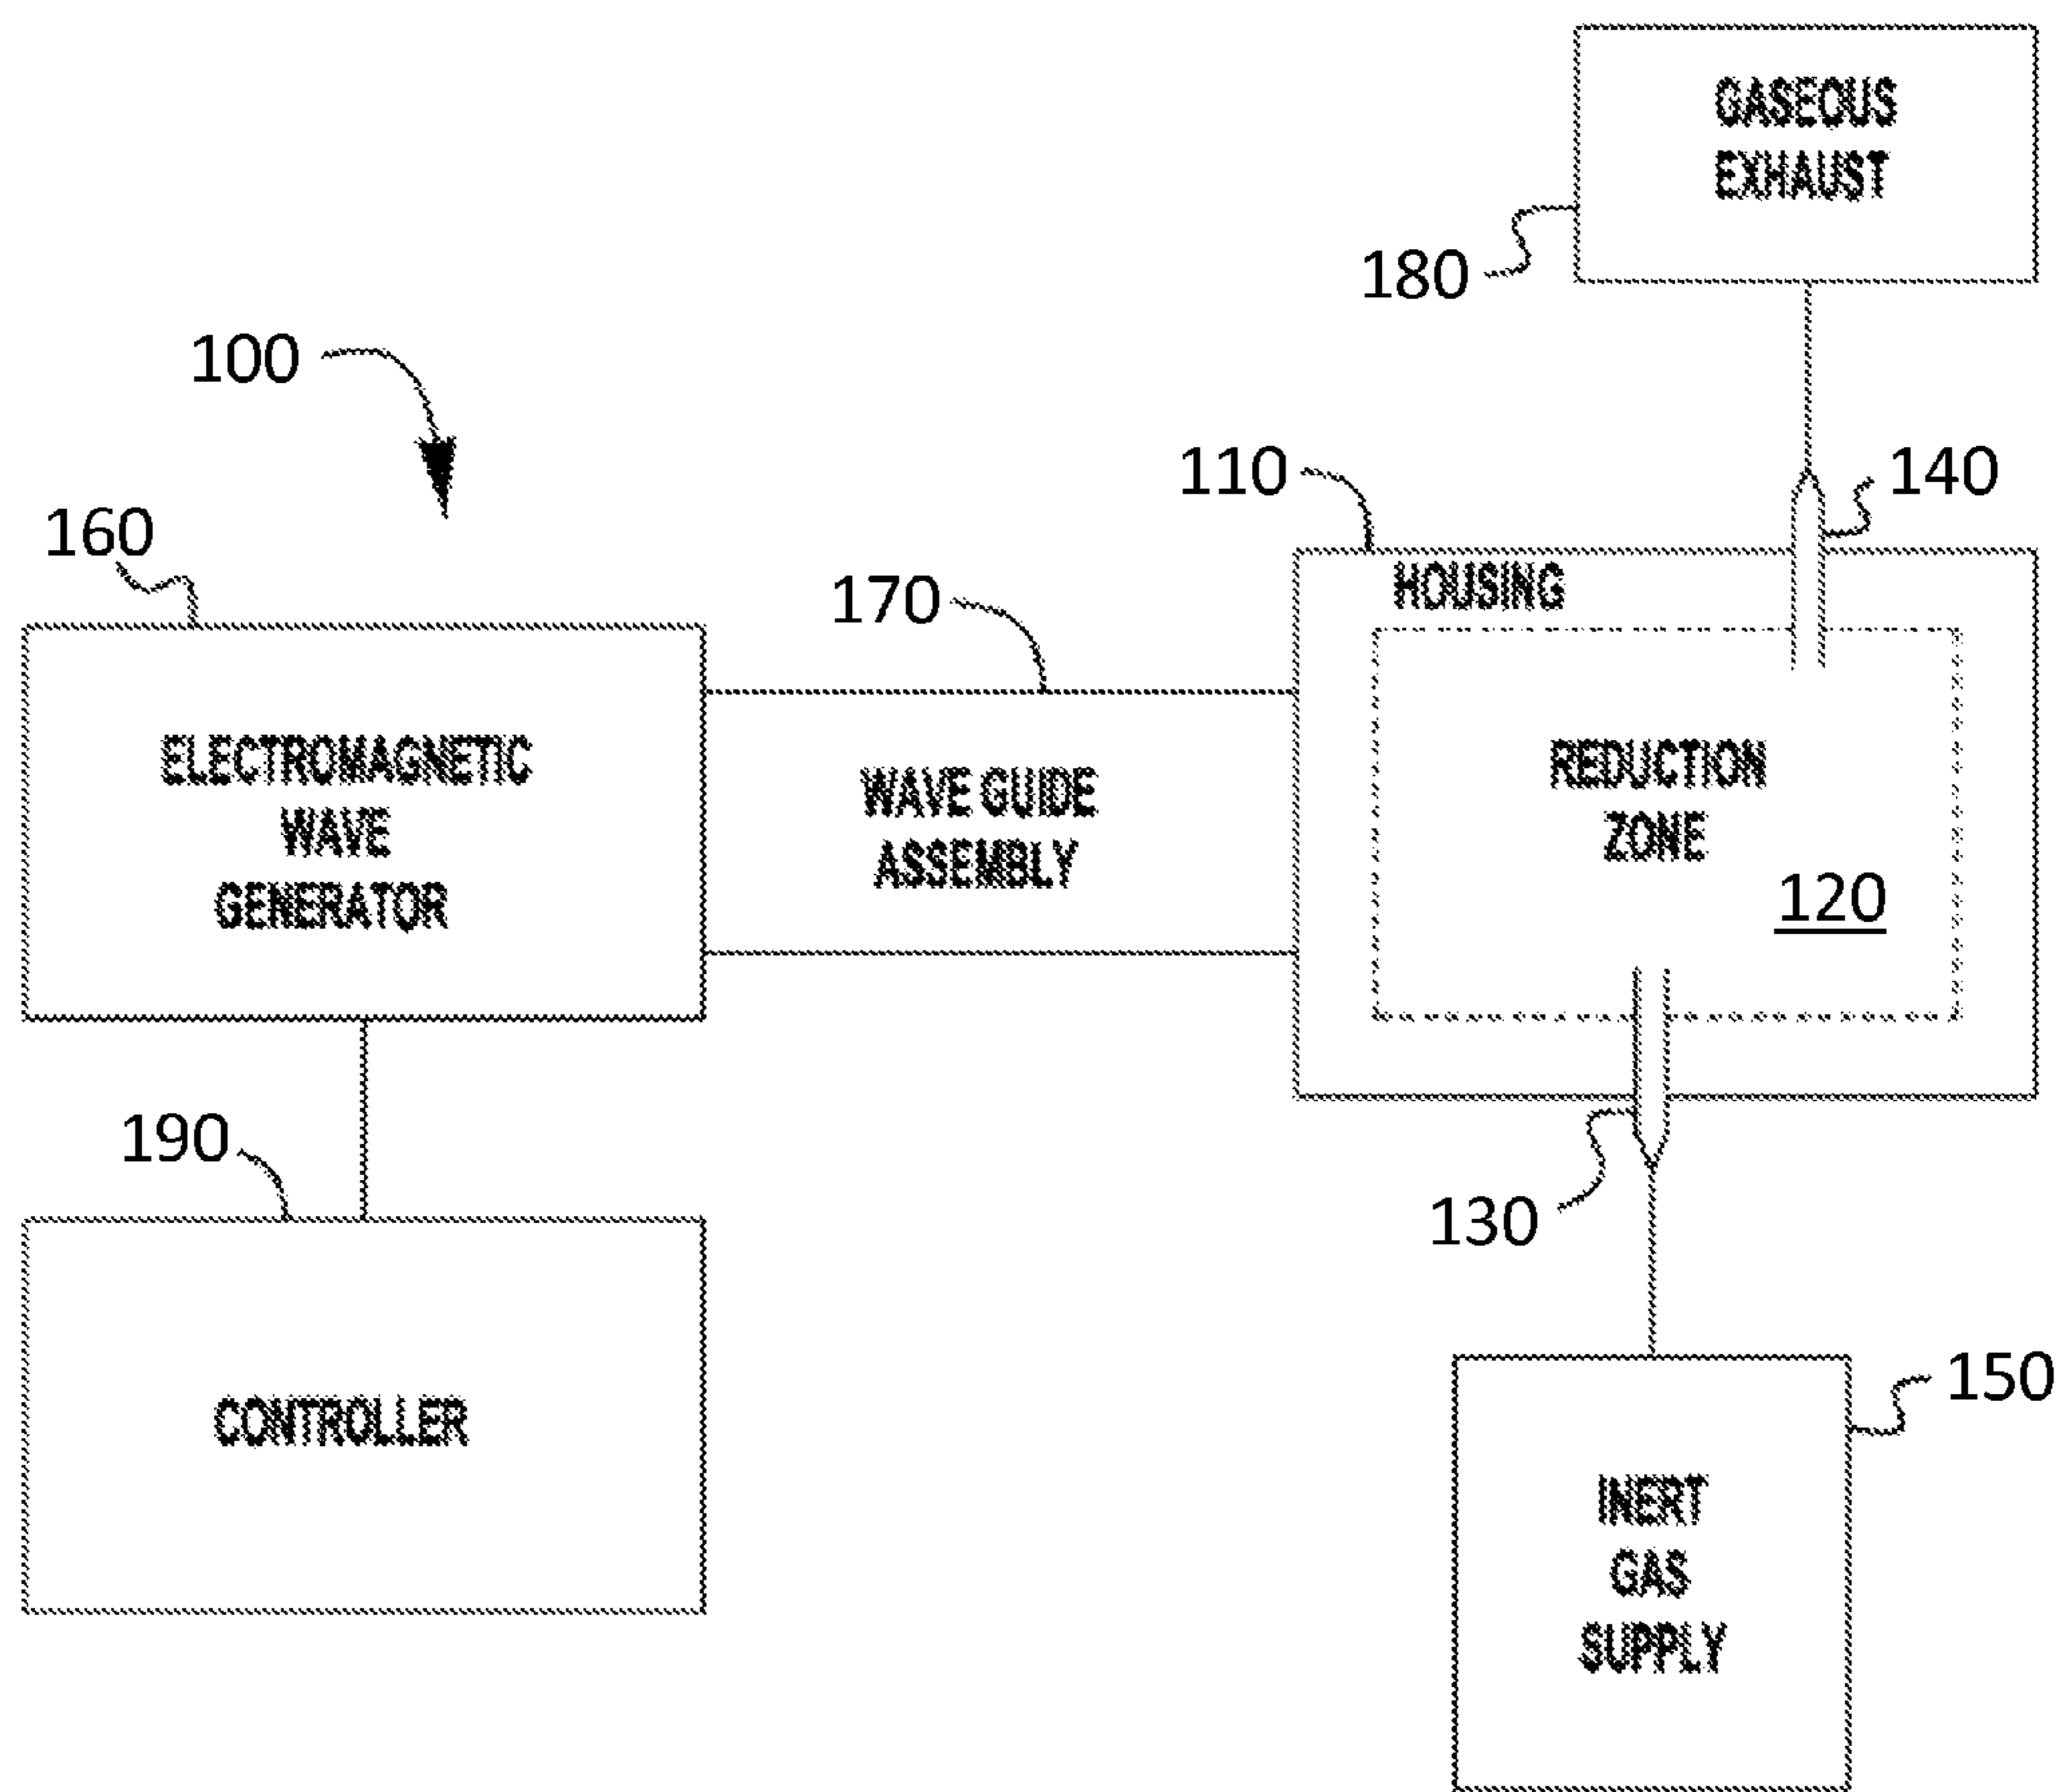 GASEOUS
EXHAUST
180
100
110
140
160
HOUSING
170
ELECTROMAGNETIC
WAVE
GENERATOR
WAVE GUIDE
ASSEMBLY
REDUCTION
ZONE
120
190
130
CONTROLLER
150
INERT
GAS
SUPPLY